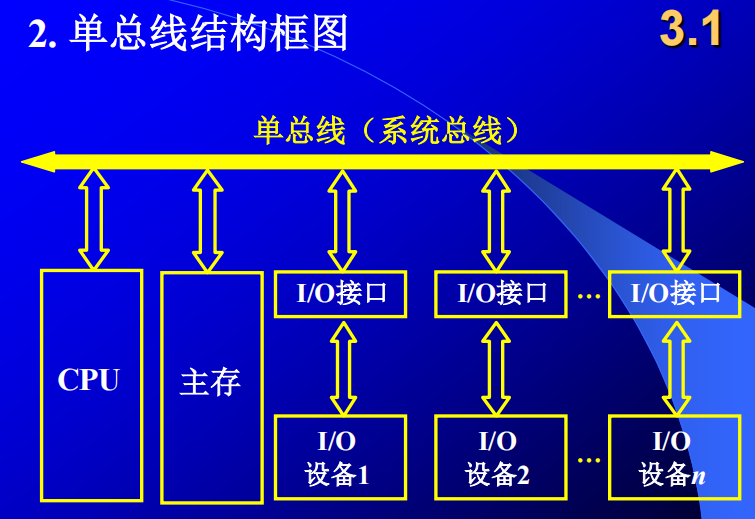 2. 单总线结构框图
3.1
单总线（系统总线）
CPU
主存
I/O接口
I/O接口
…
I/O接口
I/O
设备1
I/O
设备2
…
I/O
设备n